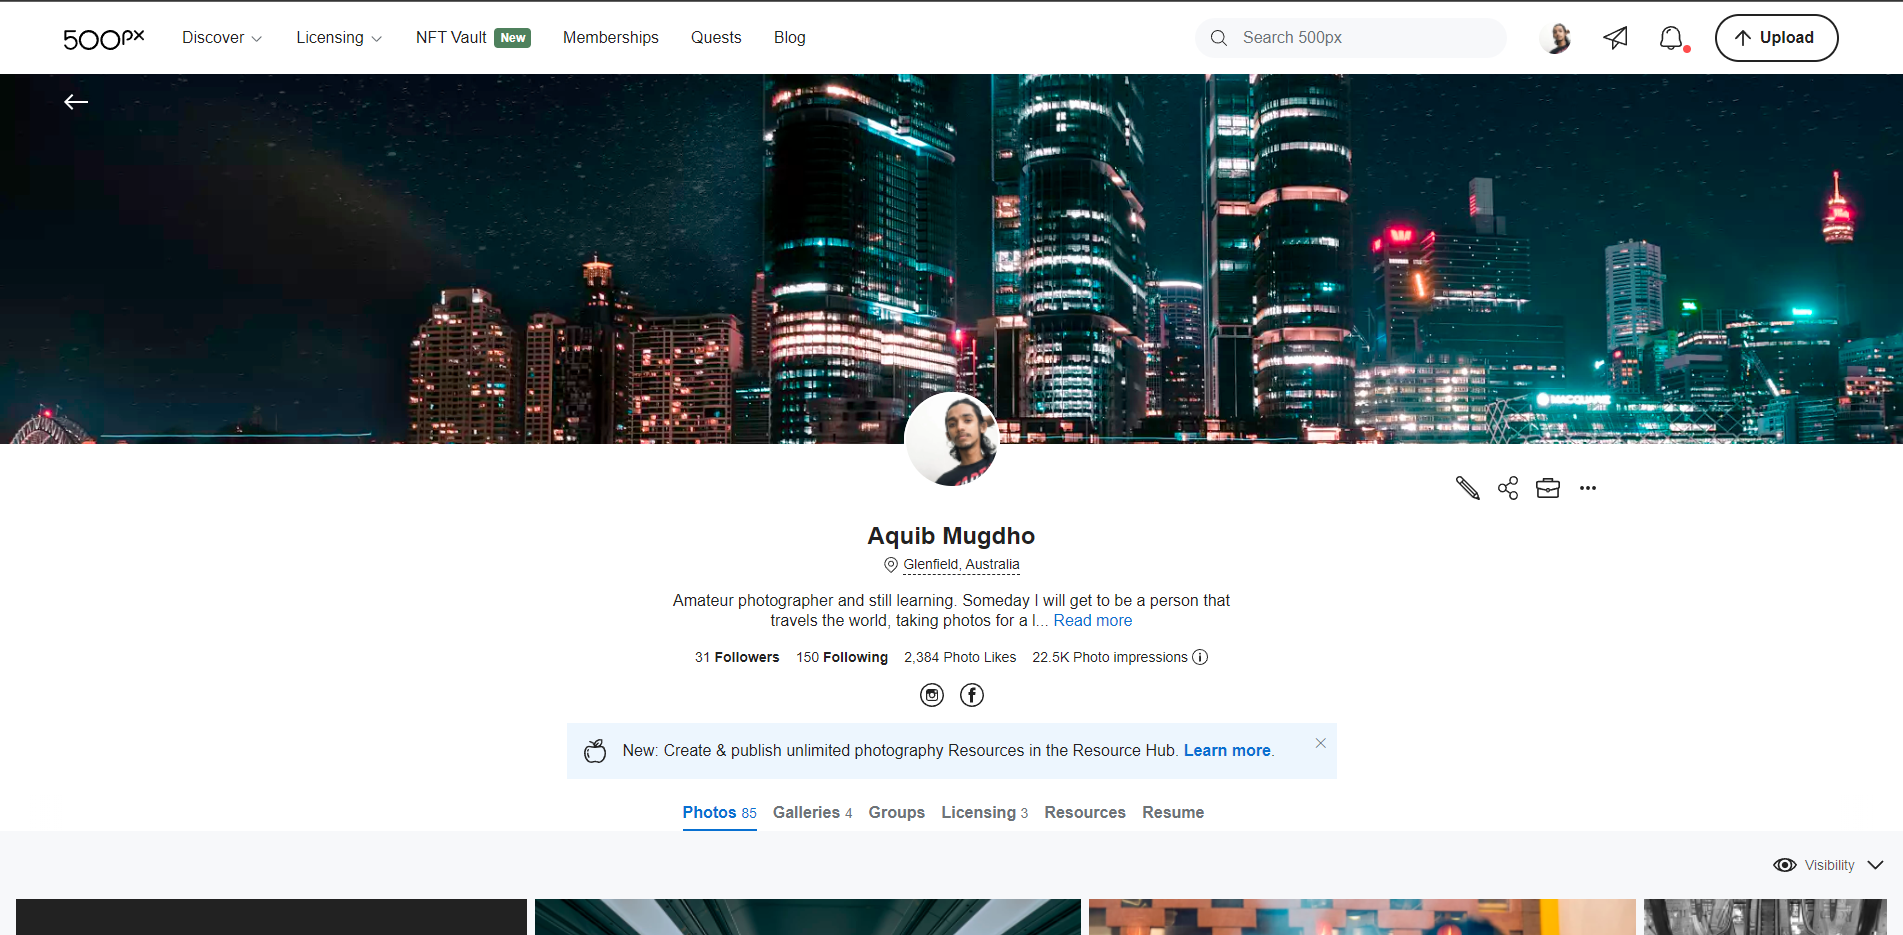 500px Discover Licensing NFT Vault New Memberships Quests Blog Search 500px Upload
MACQUARIE
Aquib Mugdho
Glenfield, Australia
Amateur photographer and still learning. Someday I will get to be a person that
travels the world, taking photos for a l... Read more
31 Followers 150 Following 2,384 Photo Likes 22.5K Photo impressions
New: Create & publish unlimited photography Resources in the Resource Hub. Learn more.
Photos 85 Galleries 4 Groups Licensing 3 Resources Resume
Visibility